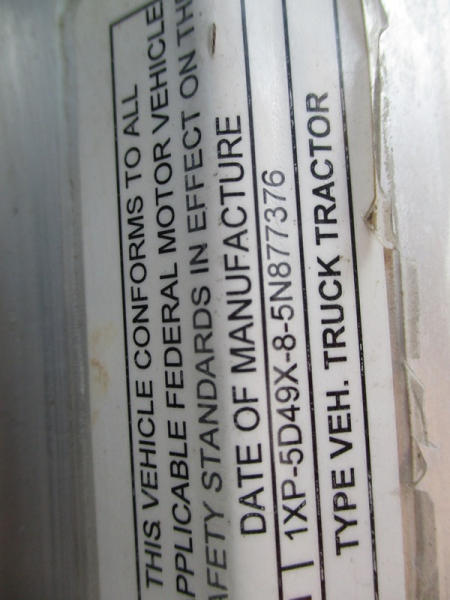 THIS VEHICLE CONFORMS TO ALL
PPLICABLE FEDERAL MOTOR VEHICLE
AFETY STANDARDS IN EFFECT ON TH
DATE OF MANUFACTURE
| 1XP-5D49X-8-5N877376
TYPE VEH. TRUCK TRACTOR